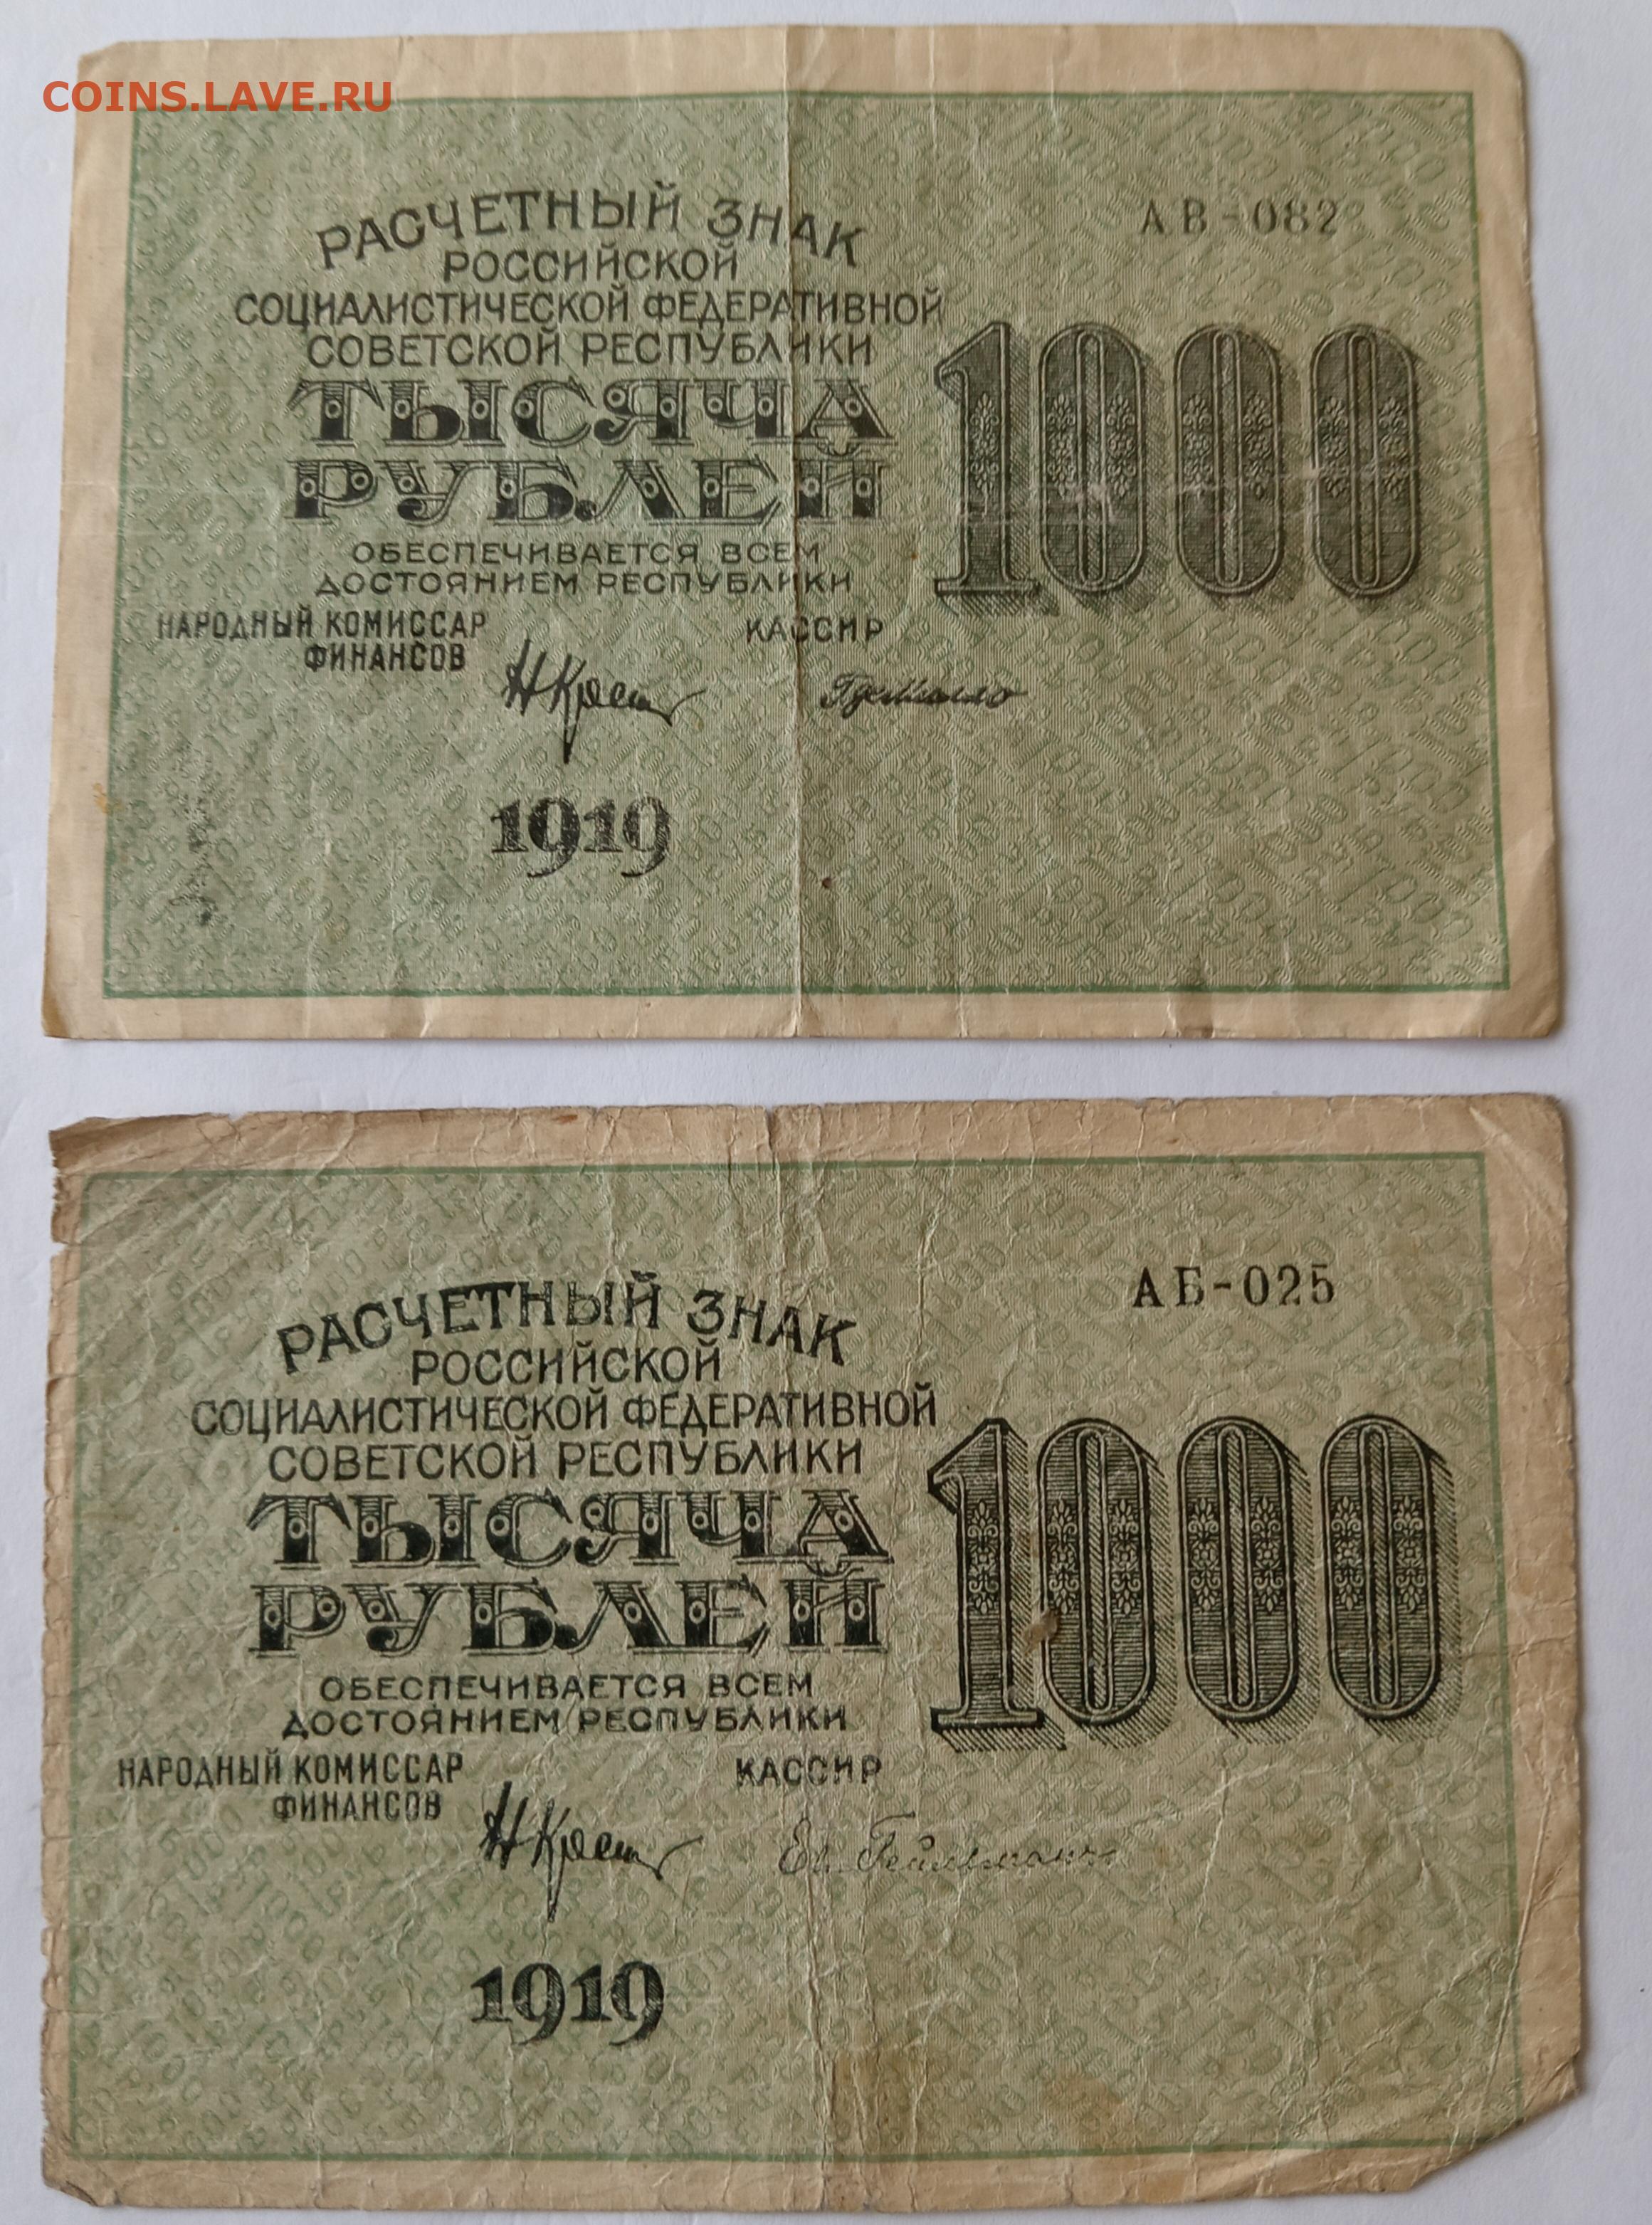 COINS.LAVE.RU
РАСЧЕТНЫЙ ЗНАК
РОССИЙСКОЙ
СОЦИАЛИСТИЧЕСКОЙ ФЕДЕРАТИВНОЙ
СОВЕТСКОЙ РЕСПУБЛИКИ
ТЫСЯЧА
РУБЛЕЙ
ОБЕСПЕЧИВАЕТСЯ ВСЕМ
ДОСТОЯНИЕМ РЕСПУБЛИКИ
НАРОДНЫЙ КОМИССАР
ФИНАНСОВ
КАССИР
1919
АВ-082
1000
РАСЧЕТНЫЙ ЗНАК
РОССИЙСКОЙ
СОЦИАЛИСТИЧЕСКОЙ ФЕДЕРАТИВНОЙ
СОВЕТСКОЙ РЕСПУБЛИКИ
ТЫСЯЧА
РУБЛЕЙ
ОБЕСПЕЧИВАЕТСЯ ВСЕМ
ДОСТОЯНИЕМ РЕСПУБЛИКИ
НАРОДНЫЙ КОМИССАР
ФИНАНСОВ
КАССИР
1919
АБ-025
1000